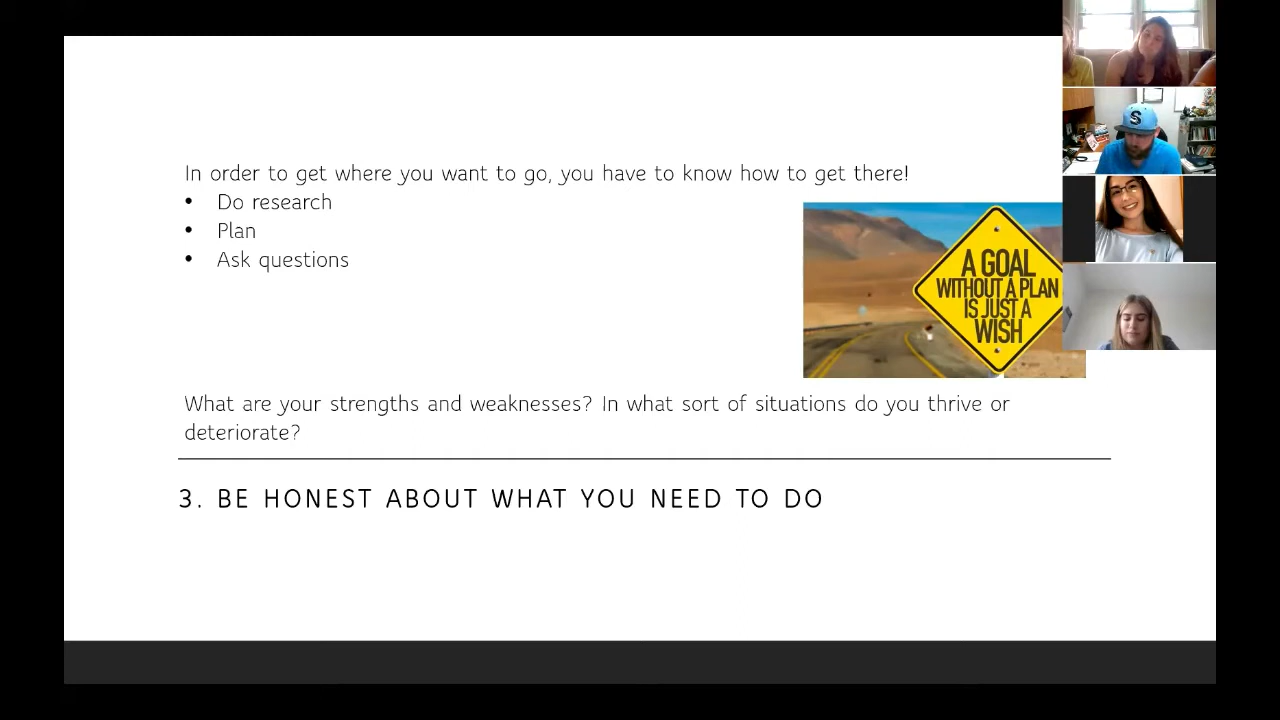 In order to get where you want to go, you have to know how to get there!
• Do research
• Plan
• Ask questions
A GOAL
WITHOUT A PLAN
IS JUST A
WISH
What are your strengths and weaknesses? In what sort of situations do you thrive or
deteriorate?
3. BE HONEST ABOUT WHAT YOU NEED TO DO
S